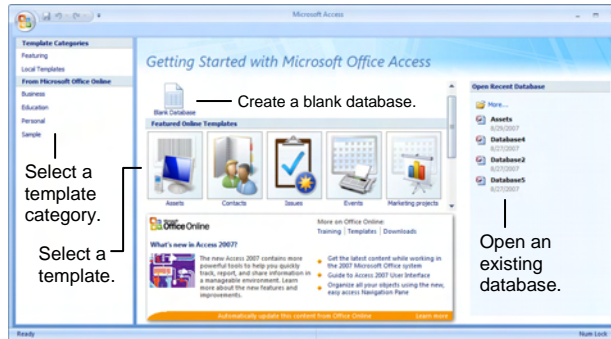 Microsoft Access
Template Categories
Featuring
Local Templates
From Microsoft Office Online
Business
Education
Personal
Sample
Select a
template
category.
Select a
template.
Getting Started with Microsoft Office Access
Blank Database
Create a blank database.
Featured Online Templates
Assets
Contacts
Issues
Events
Marketing projects
Microsoft
Office Online
What's new in Access 2007?
The new Access 2007 contains more
powerful tools to help you quickly
track, report, and share information in
a manageable environment. Learn
more about the new features and
improvements.
More on Office Online:
Training | Templates | Downloads
Get the latest content while working in
the 2007 Microsoft Office system
Guide to Access 2007 User Interface
Organize all your objects using the new,
easy access Navigation Pane
Automatically update this content from Office Online
Learn more
Open Recent Database
More...
Assets
8/29/2007
Database4
8/27/2007
Database2
8/27/2007
Database5
8/27/2007
Open an
existing
database.
Ready
Num Lock